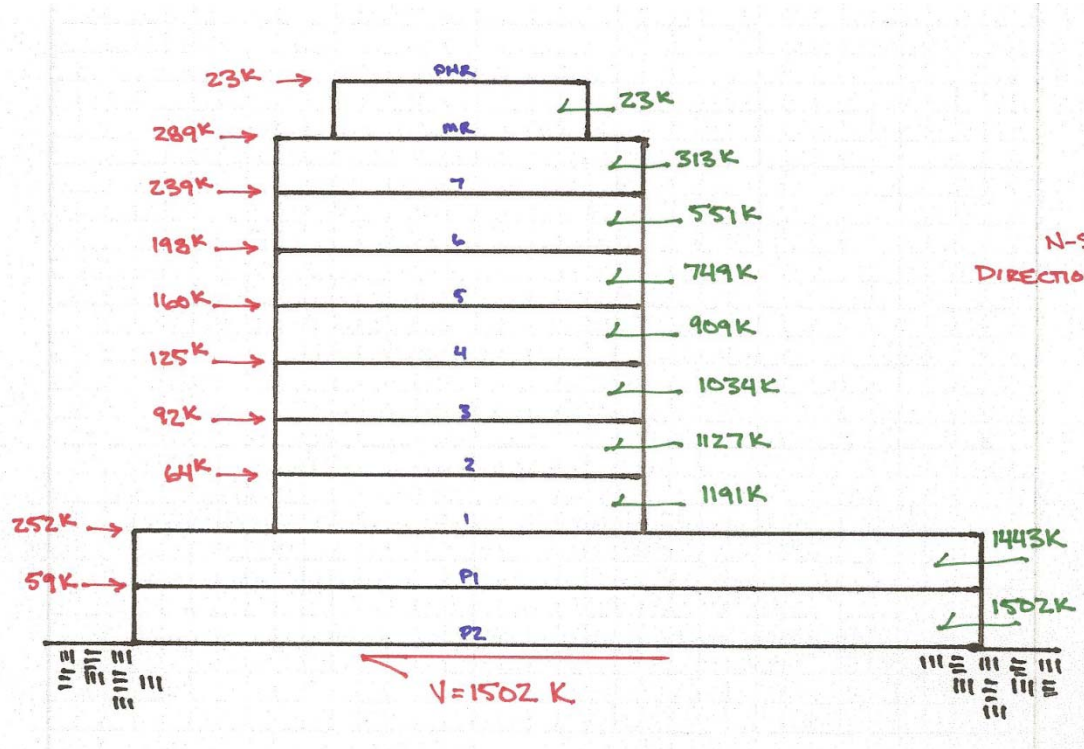 PHR
23K
23K
MR
289K
313K
7
239K
551K
6
198K
749K
N-S
DIRECTIO
5
160K
909K
4
125K
1034K
3
92K
1127K
2
64K
1191K
1
252K
1443K
P1
59K
1502K
P2
V=1502 K